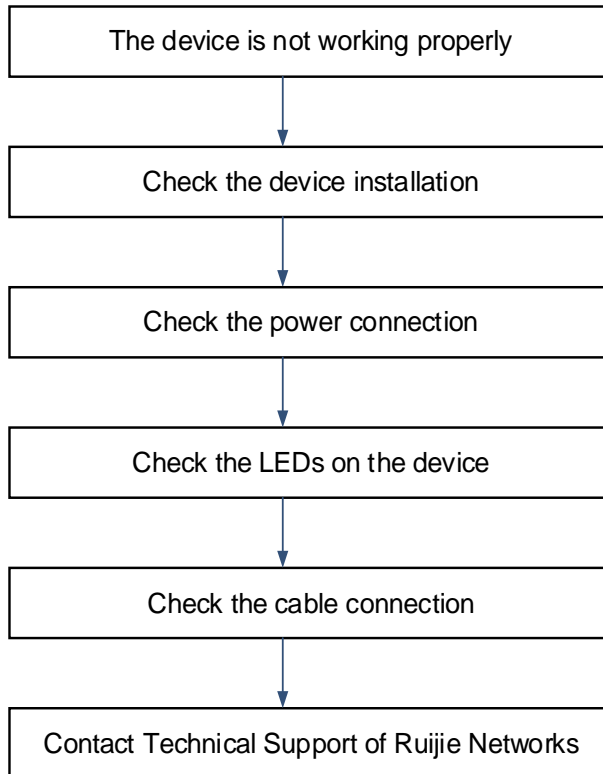 The device is not working properly
Check the device installation
Check the power connection
Check the LEDs on the device
Check the cable connection
Contact Technical Support of Ruijie Networks